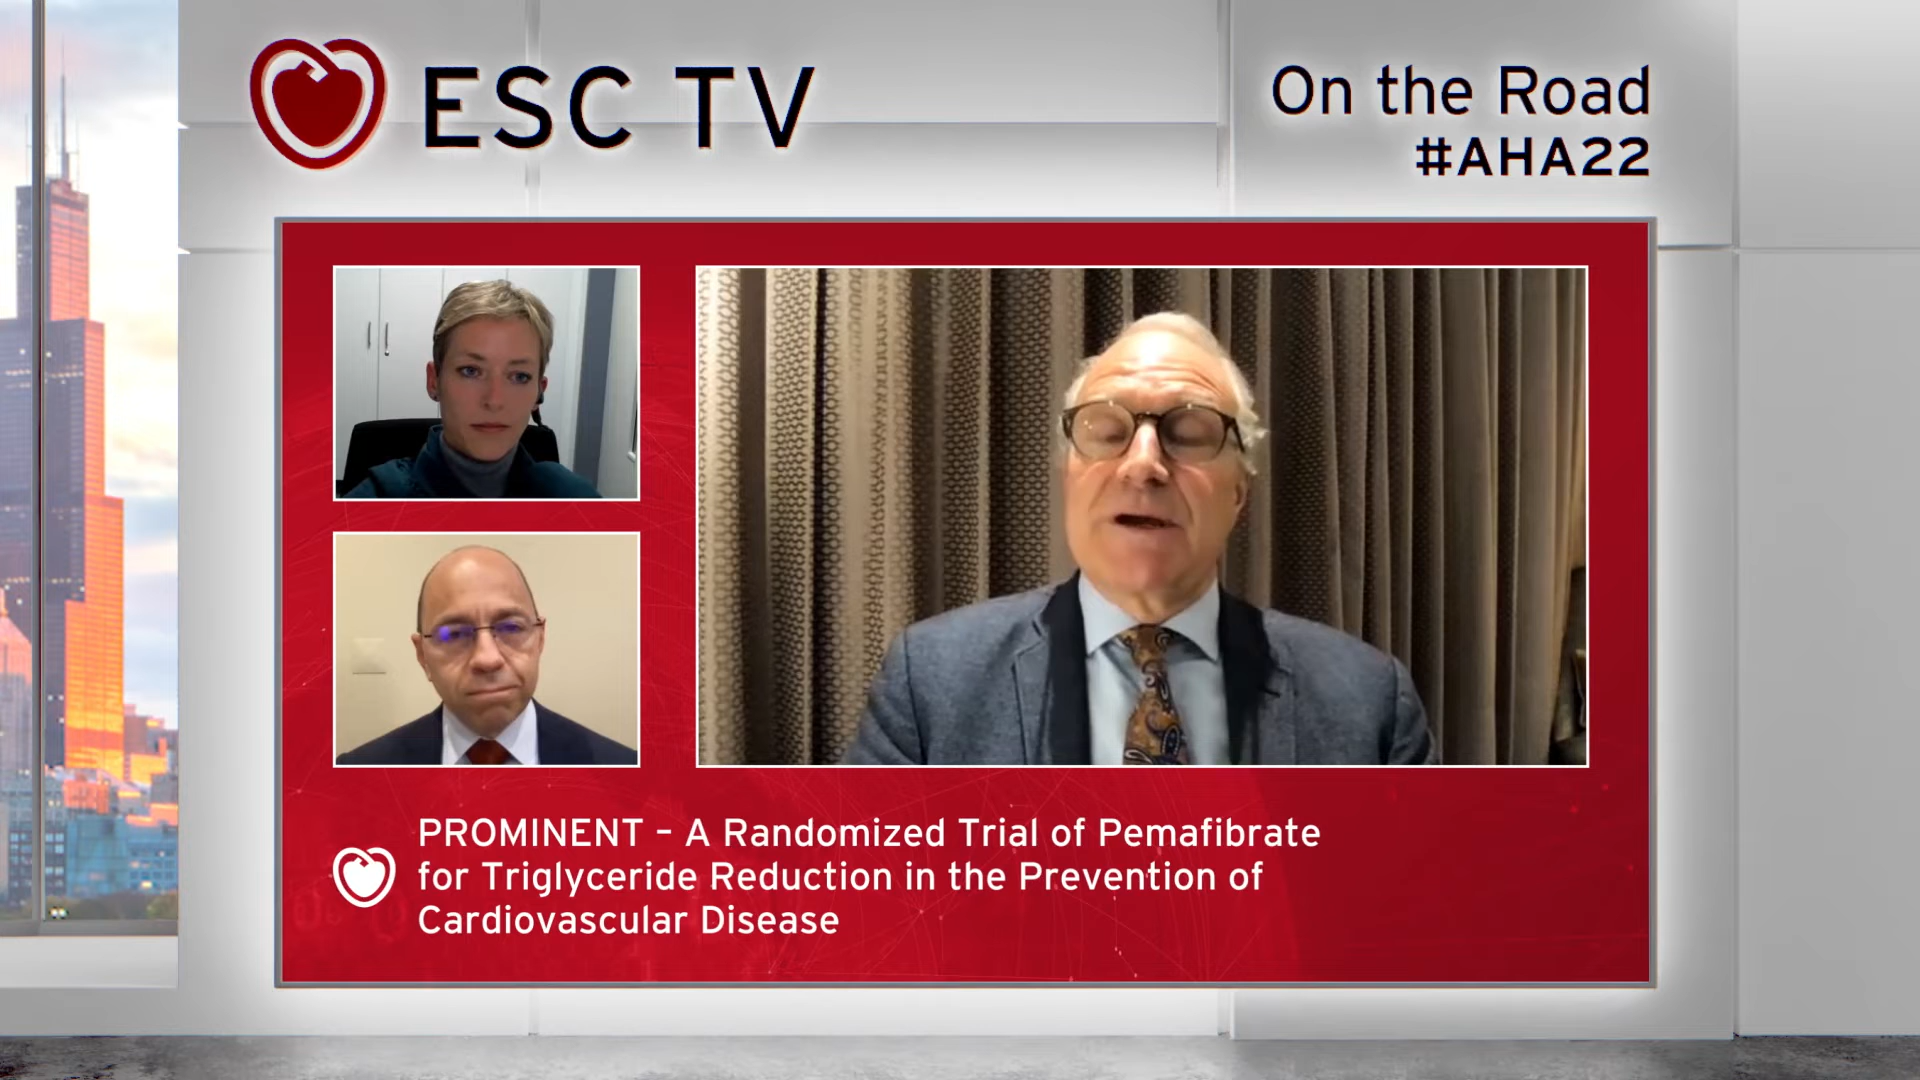 ESC TV
On the Road
#AHA22
PROMINENT – A Randomized Trial of Pemafibrate
for Triglyceride Reduction in the Prevention of
Cardiovascular Disease